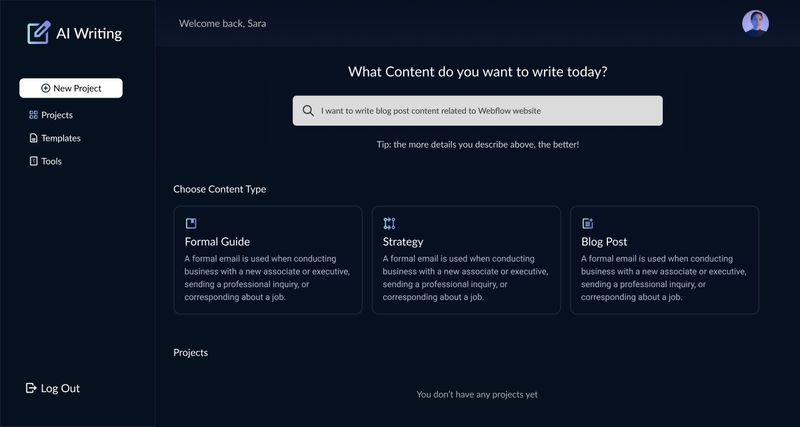 AI Writing
Welcome back, Sara
New Project
Projects
Templates
Tools
Log Out
What Content do you want to write today?
I want to write blog post content related to Webflow website
Tip: the more details you describe above, the better!
Choose Content Type
Formal Guide
A formal email is used when conducting
business with a new associate or executive,
sending a professional inquiry, or
corresponding about a job.
Strategy
A formal email is used when conducting
business with a new associate or executive,
sending a professional inquiry, or
corresponding about a job.
Blog Post
A formal email is used when conducting
business with a new associate or executive,
sending a professional inquiry, or
corresponding about a job.
Projects
You don't have any projects yet